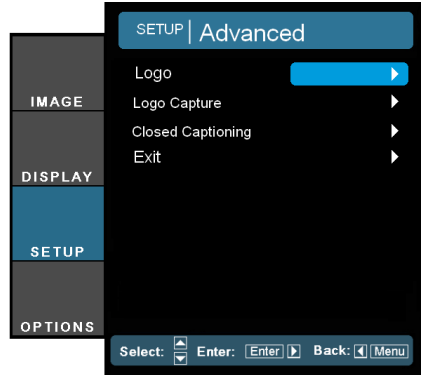 SETUP | Advanced
Logo
IMAGE
Logo Capture
Closed Captioning
Exit
DISPLAY
SETUP
OPTIONS
Select: Enter: Enter Back: Menu